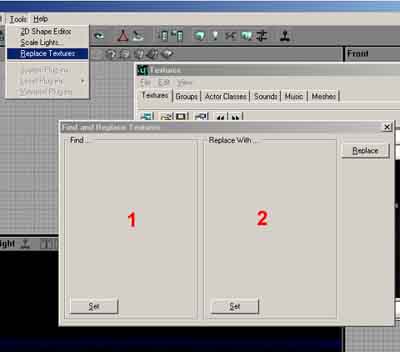 Tools Help
2D Shape Editor
Scale Lights...
Replace Textures
System Plug-ins
Level Plug-ins
Viewport Plug-ins
Front
Textures
File Edit View
Textures Groups Actor Classes Sounds Music Meshes
Find and Replace Textures
Find ...
Replace With ...
Replace
1
2
Set
Set
ight